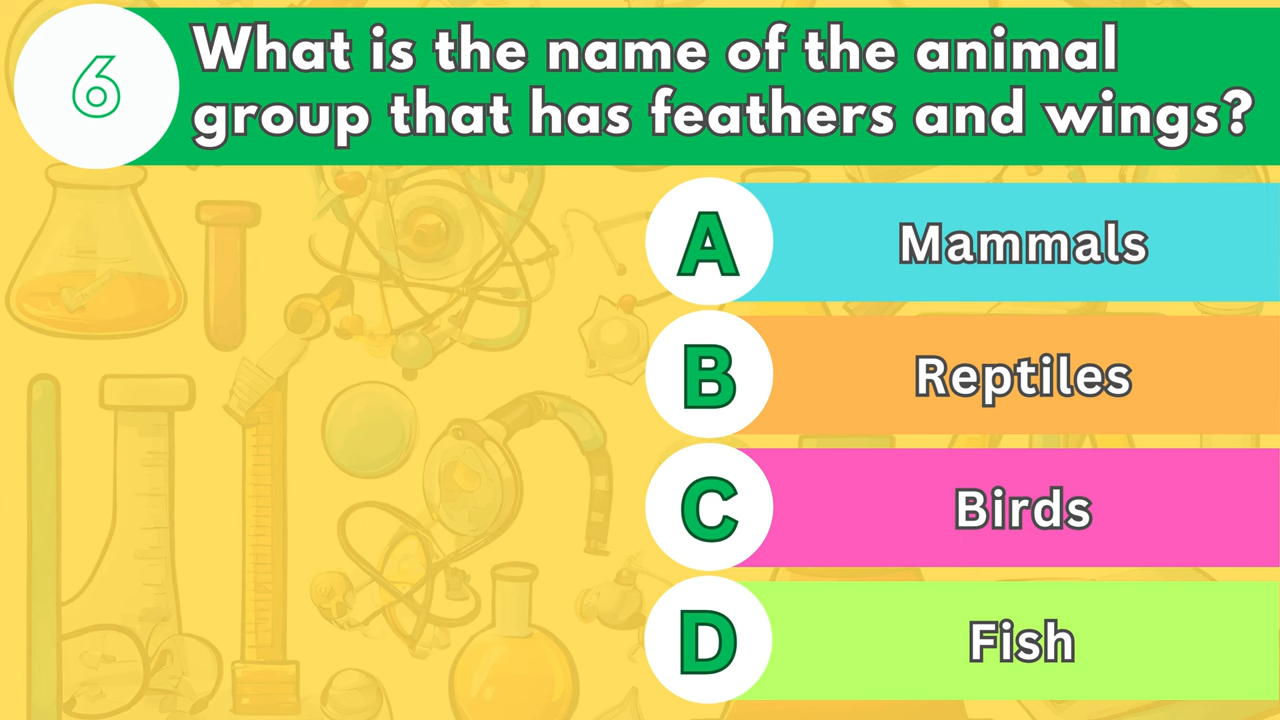 6
What is the name of the animal
group that has feathers and wings?
A
Mammals
B
Reptiles
C
Birds
D
Fish